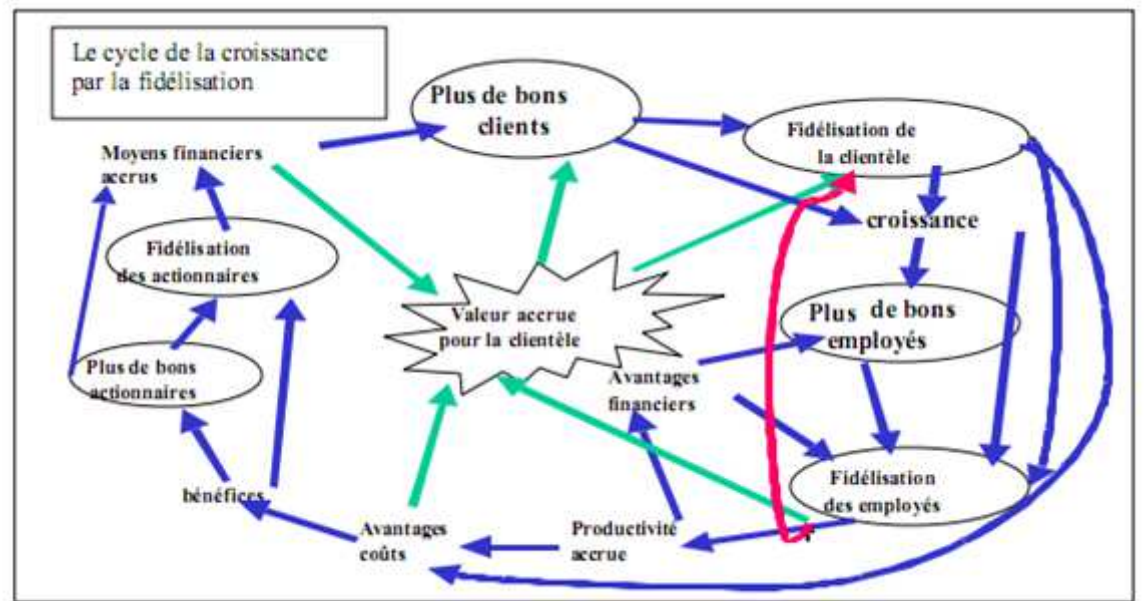 Le cycle de la croissance
par la fidélisation
Plus de bons
clients
Fidélisation de
la clientèle
Moyens financiers
accrus
croissance
Fidélisation
des actionnaires
Valeur accrue
pour la clientèle
Plus de bons
employés
Plus de bons
actionnaires
Avantages
financiers
Fidélisation
des employés
bénéfices
Avantages
coûts
Productivité
accrue